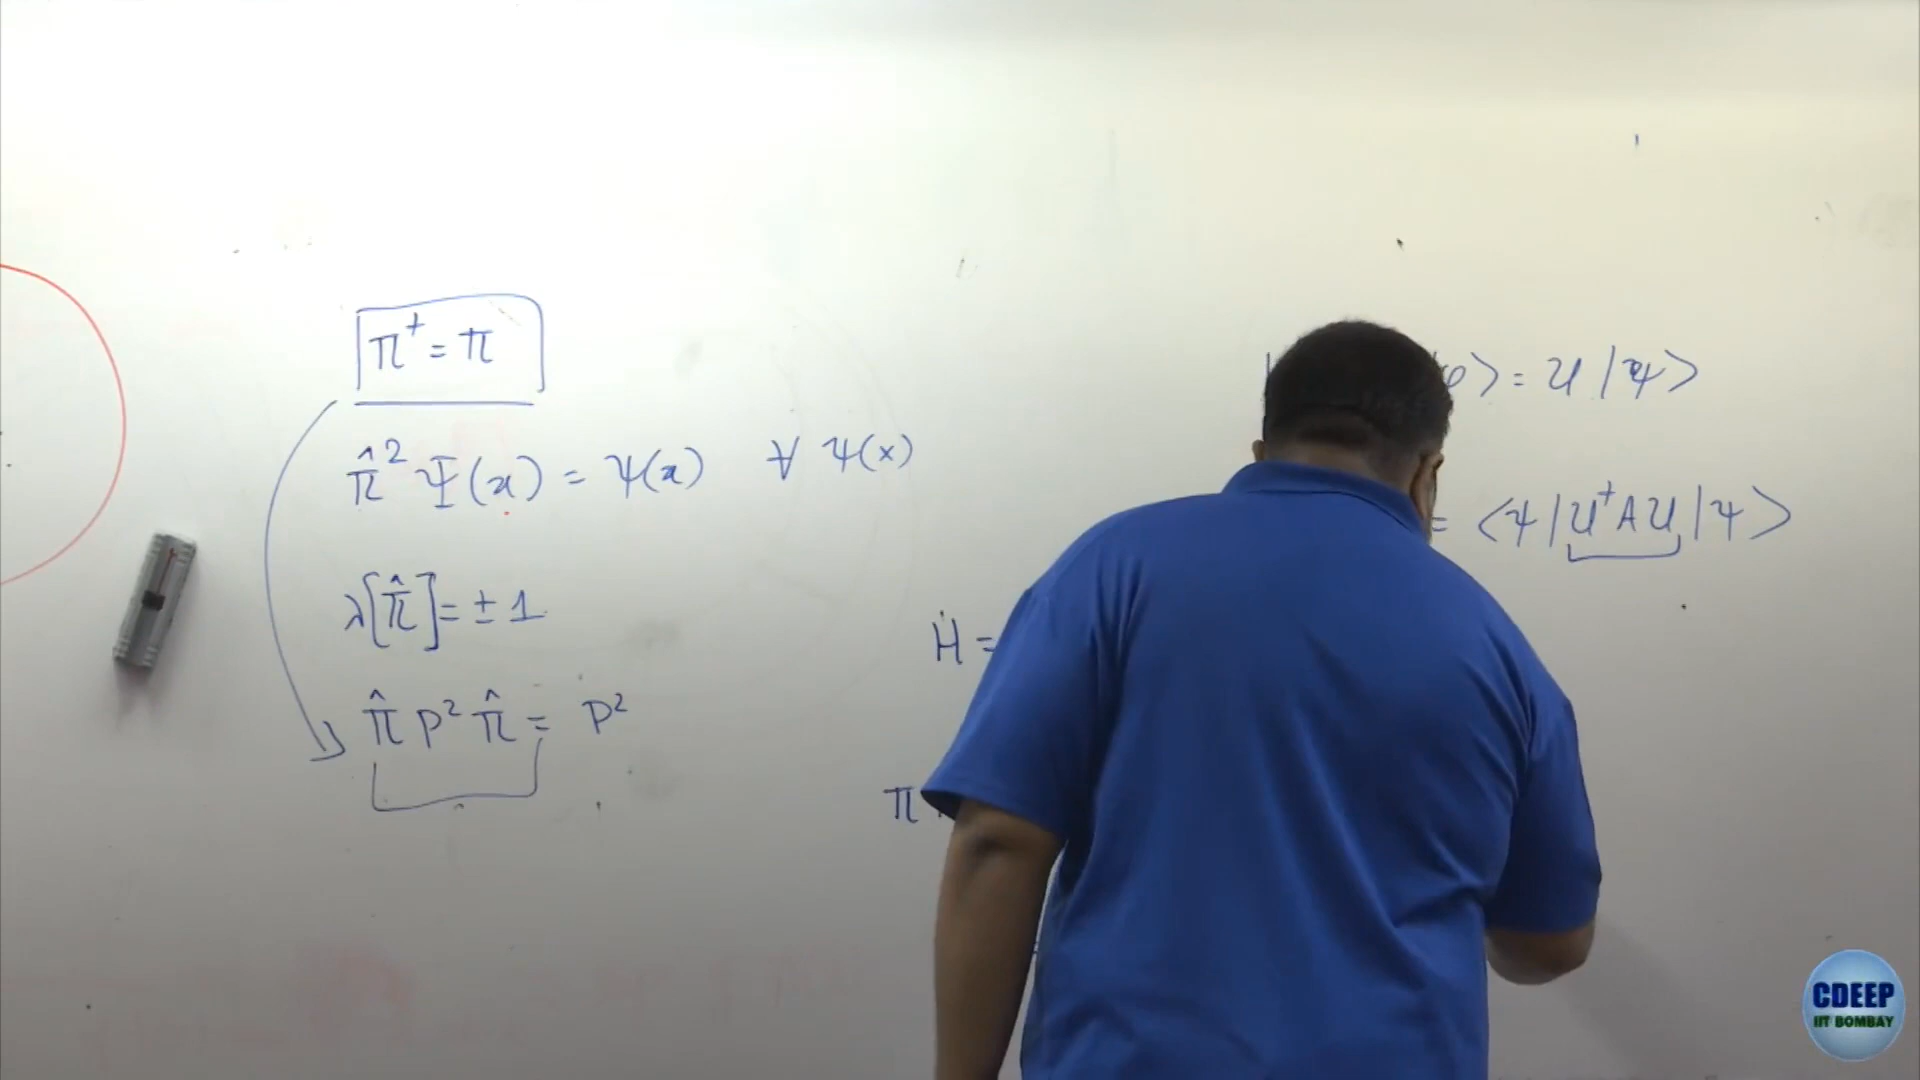 π† = π
π̂² Ψ(x) = ψ(x) ∀ ψ(x)
λ[π̂] = ± 1
π̂ P² π̂ = P²
φ> = U |ψ>
= <ψ| U† A U |ψ>
H =
π
CDEEP
IIT BOMBAY